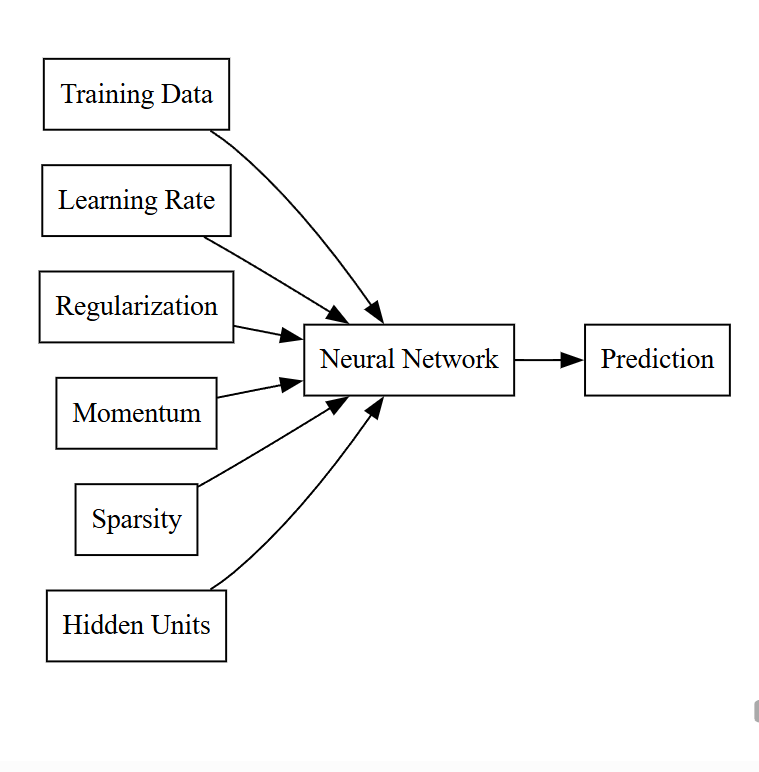 Training Data
Learning Rate
Regularization
Neural Network
Prediction
Momentum
Sparsity
Hidden Units